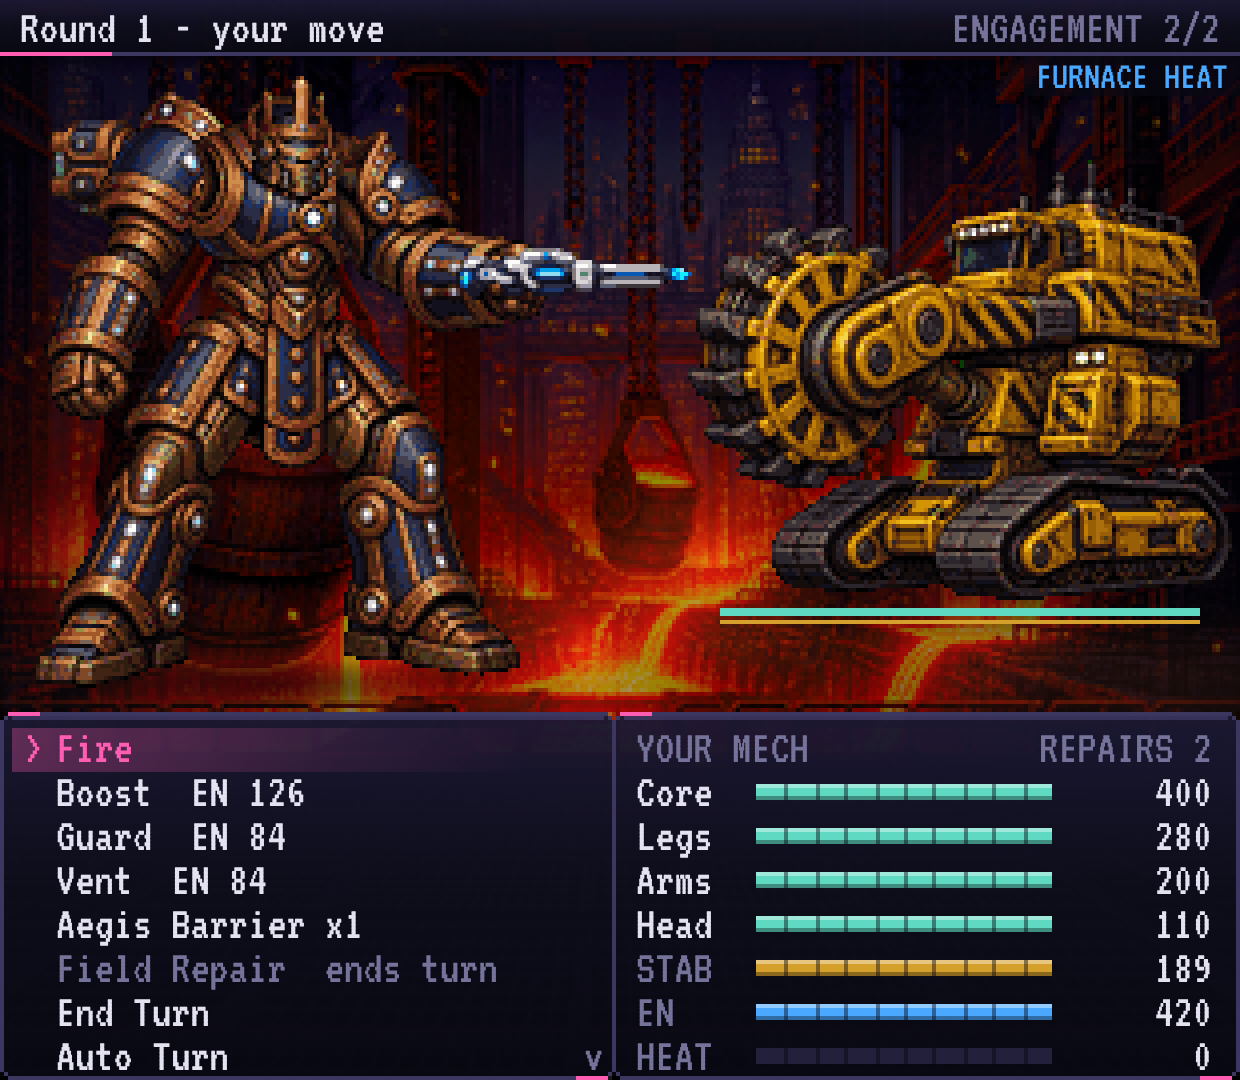 Round 1 - your move
ENGAGEMENT 2/2
FURNACE HEAT
> Fire
Boost EN 126
Guard EN 84
Vent EN 84
Aegis Barrier x1
Field Repair ends turn
End Turn
Auto Turn v
YOUR MECH REPAIRS 2
Core 400
Legs 280
Arms 200
Head 110
STAB 189
EN 420
HEAT 0